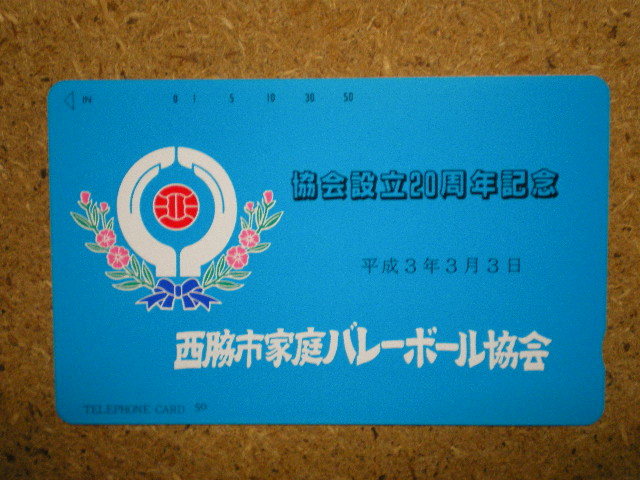 IN 0 1 5 10 30 50
協会設立20周年記念
平成3年3月3日
西脇市家庭バレーボール協会
TELEPHONE CARD 50